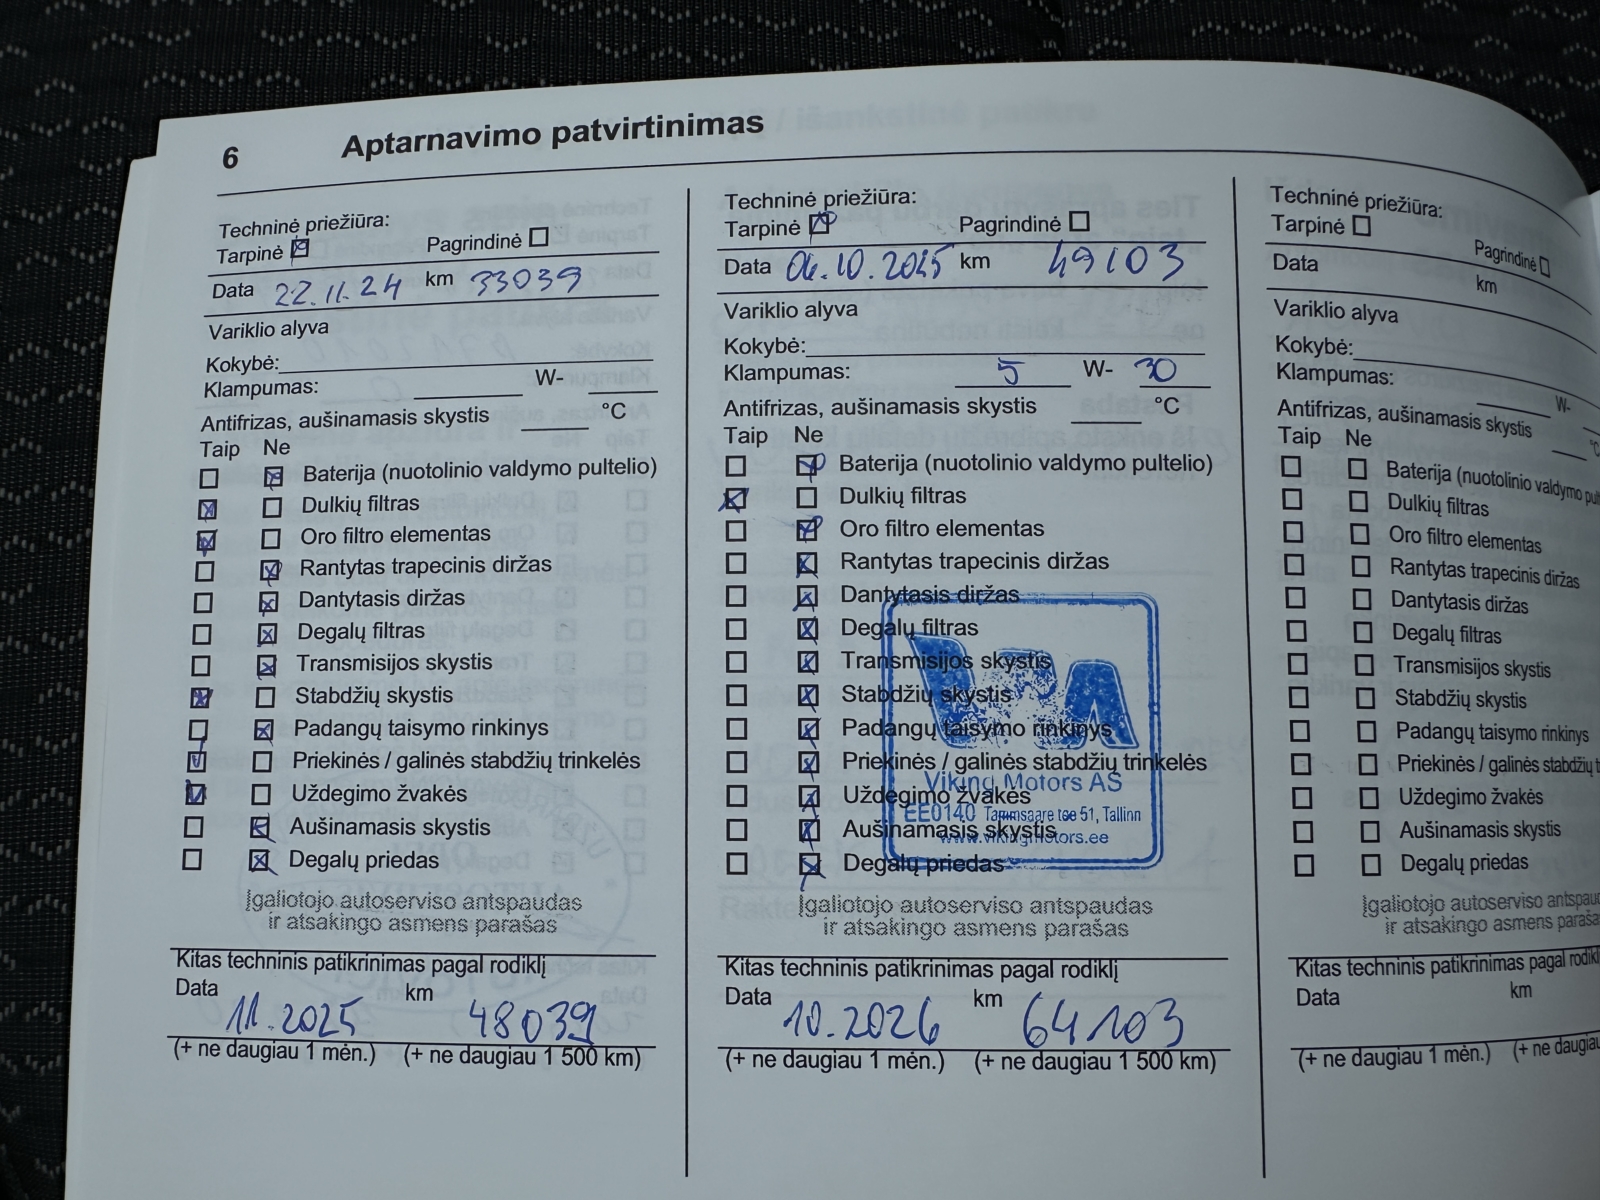 6
Aptarnavimo patvirtinimas
Techninė priežiūra:
Tarpinė Pagrindinė
Data 22.11.24 km 33039
Variklio alyva
Kokybė:
Klampumas: W-
Antifrizas, aušinamasis skystis °C
Taip Ne
Baterija (nuotolinio valdymo pultelio)
Dulkių filtras
Oro filtro elementas
Rantytas trapecinis diržas
Dantytasis diržas
Degalų filtras
Transmisijos skystis
Stabdžių skystis
Padangų taisymo rinkinys
Priekinės / galinės stabdžių trinkelės
Uždegimo žvakės
Aušinamasis skystis
Degalų priedas
Įgaliotojo autoserviso antspaudas
ir atsakingo asmens parašas
Kitas techninis patikrinimas pagal rodiklį
Data 11.2025 km 48039
(+ ne daugiau 1 mėn.) (+ ne daugiau 1 500 km)
Techninė priežiūra:
Tarpinė Pagrindinė
Data 06.10.2025 km 49103
Variklio alyva
Kokybė:
Klampumas: 5 W- 30
Antifrizas, aušinamasis skystis °C
Taip Ne
Baterija (nuotolinio valdymo pultelio)
Dulkių filtras
Oro filtro elementas
Rantytas trapecinis diržas
Dantytasis diržas
Degalų filtras
Transmisijos skystis
Stabdžių skystis
Padangų taisymo rinkinys
Priekinės / galinės stabdžių trinkelės
Viking Motors AS
Uždegimo žvakės
EE0140 Tammsaare tee 51, Tallinn
Aušinamasis skystis
www.vikingmotors.ee
Degalų priedas
Įgaliotojo autoserviso antspaudas
ir atsakingo asmens parašas
Kitas techninis patikrinimas pagal rodiklį
Data 10.2026 km 64103
(+ ne daugiau 1 mėn.) (+ ne daugiau 1 500 km)
Techninė priežiūra:
Tarpinė Pagrindinė
Data km
Variklio alyva
Kokybė:
Klampumas: W-
Antifrizas, aušinamasis skystis °C
Taip Ne
Baterija (nuotolinio valdymo
Dulkių filtras
Oro filtro elementas
Rantytas trapecinis diržas
Dantytasis diržas
Degalų filtras
Transmisijos skystis
Stabdžių skystis
Padangų taisymo rinkinys
Priekinės / galinės stabdžių
Uždegimo žvakės
Aušinamasis skystis
Degalų priedas
Įgaliotojo autoserviso
ir atsakingo asmens
Kitas techninis patikrinimas pagal
Data km
(+ ne daugiau 1 mėn.) (+ ne